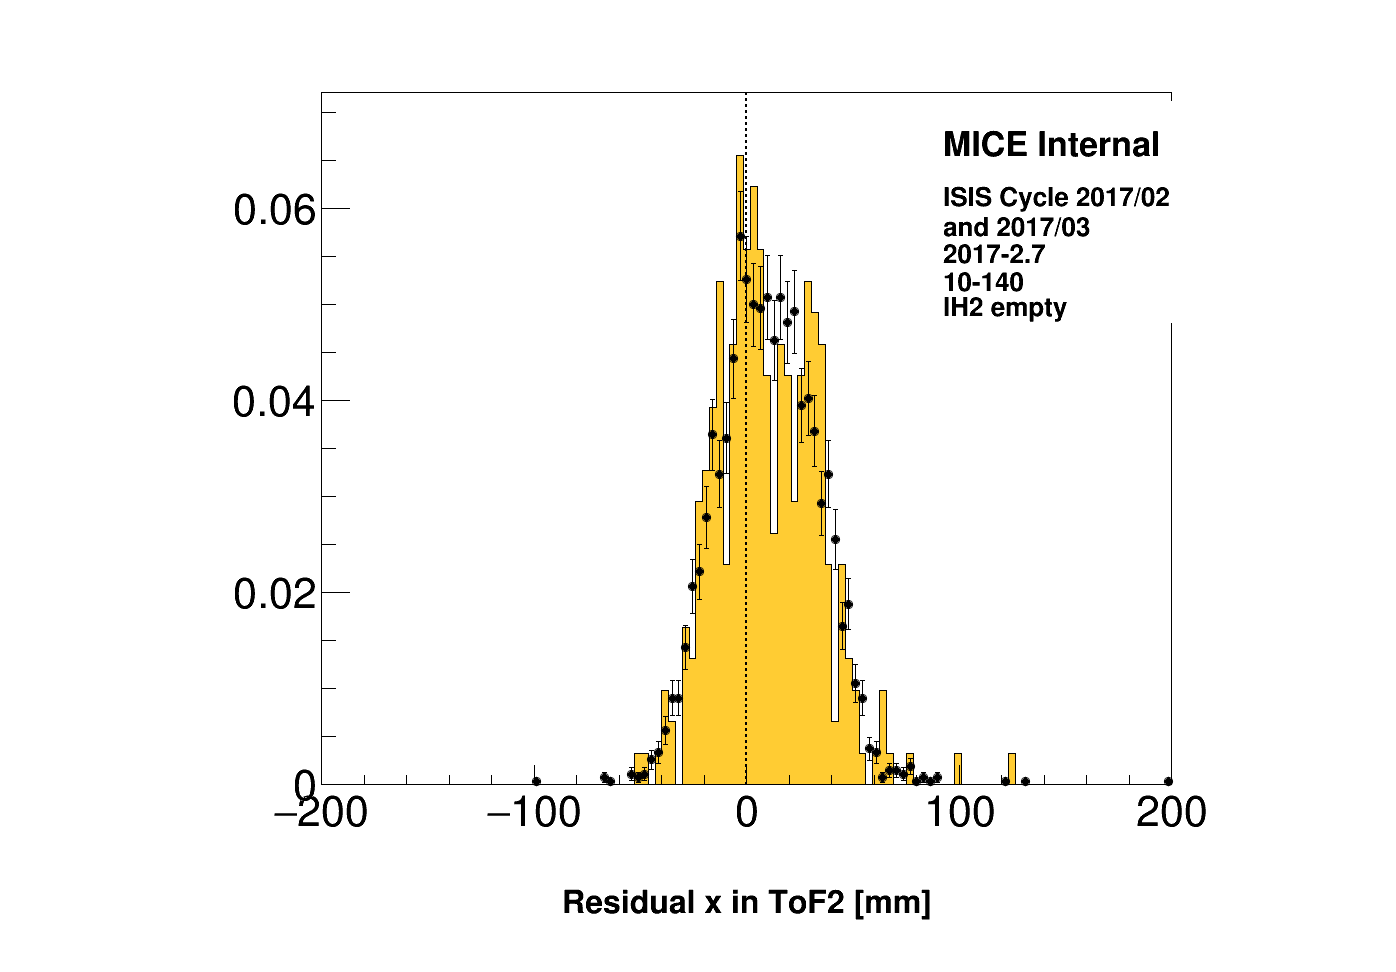 MICE Internal
ISIS Cycle 2017/02
and 2017/03
2017-2.7
10-140
lH2 empty
0.06
0.04
0.02
0
−200 −100 0 100 200
Residual x in ToF2 [mm]